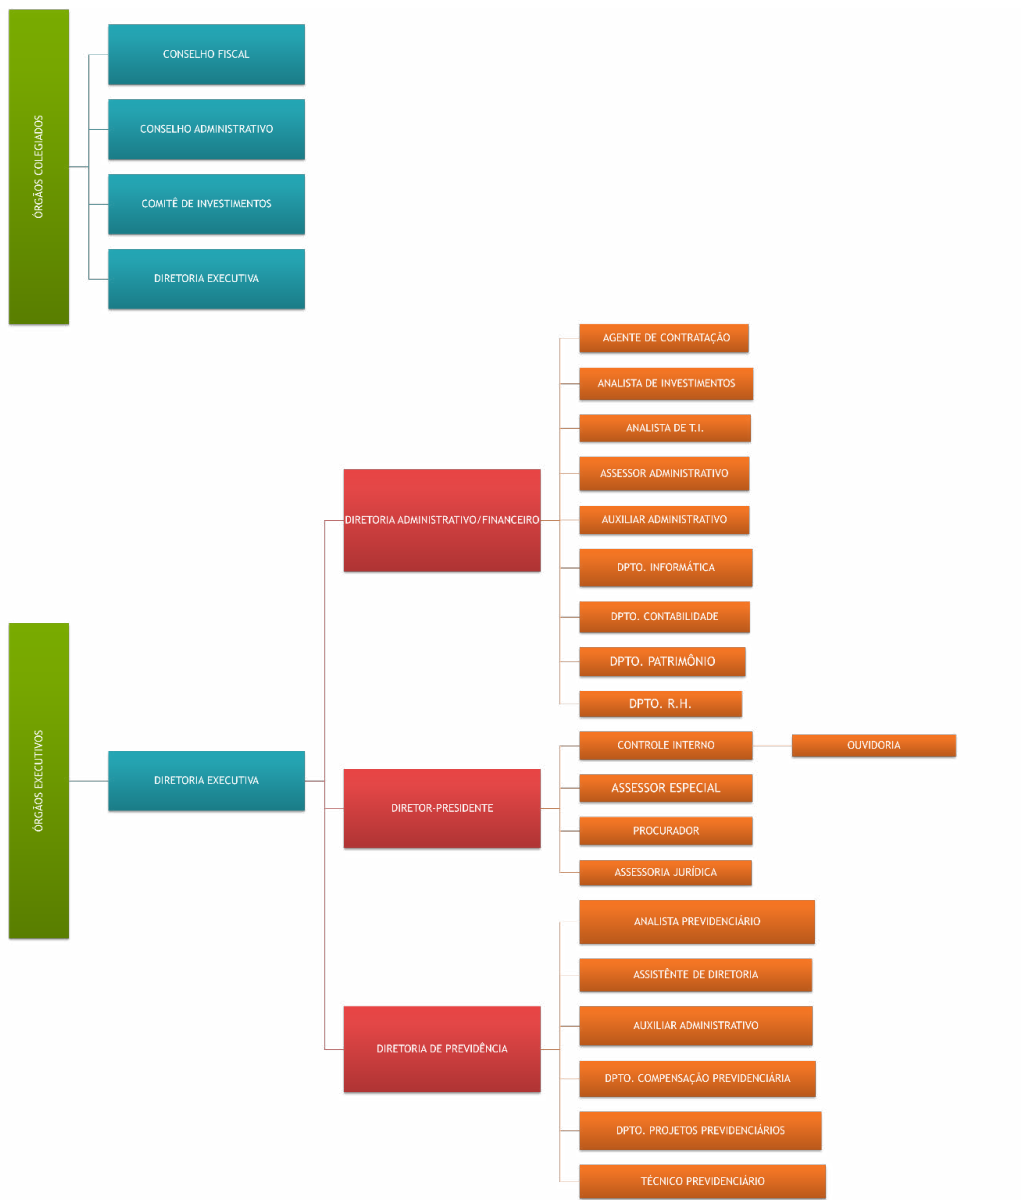 ÓRGÃOS COLEGIADOS
CONSELHO FISCAL
CONSELHO ADMINISTRATIVO
COMITÊ DE INVESTIMENTOS
DIRETORIA EXECUTIVA
ÓRGÃOS EXECUTIVOS
DIRETORIA EXECUTIVA
DIRETORIA ADMINISTRATIVO/FINANCEIRO
AGENTE DE CONTRATAÇÃO
ANALISTA DE INVESTIMENTOS
ANALISTA DE T.I.
ASSESSOR ADMINISTRATIVO
AUXILIAR ADMINISTRATIVO
DPTO. INFORMÁTICA
DPTO. CONTABILIDADE
DPTO. PATRIMÔNIO
DPTO. R.H.
DIRETOR-PRESIDENTE
CONTROLE INTERNO
OUVIDORIA
ASSESSOR ESPECIAL
PROCURADOR
ASSESSORIA JURÍDICA
DIRETORIA DE PREVIDÊNCIA
ANALISTA PREVIDENCIÁRIO
ASSISTÊNTE DE DIRETORIA
AUXILIAR ADMINISTRATIVO
DPTO. COMPENSAÇÃO PREVIDENCIÁRIA
DPTO. PROJETOS PREVIDENCIÁRIOS
TÉCNICO PREVIDENCIÁRIO